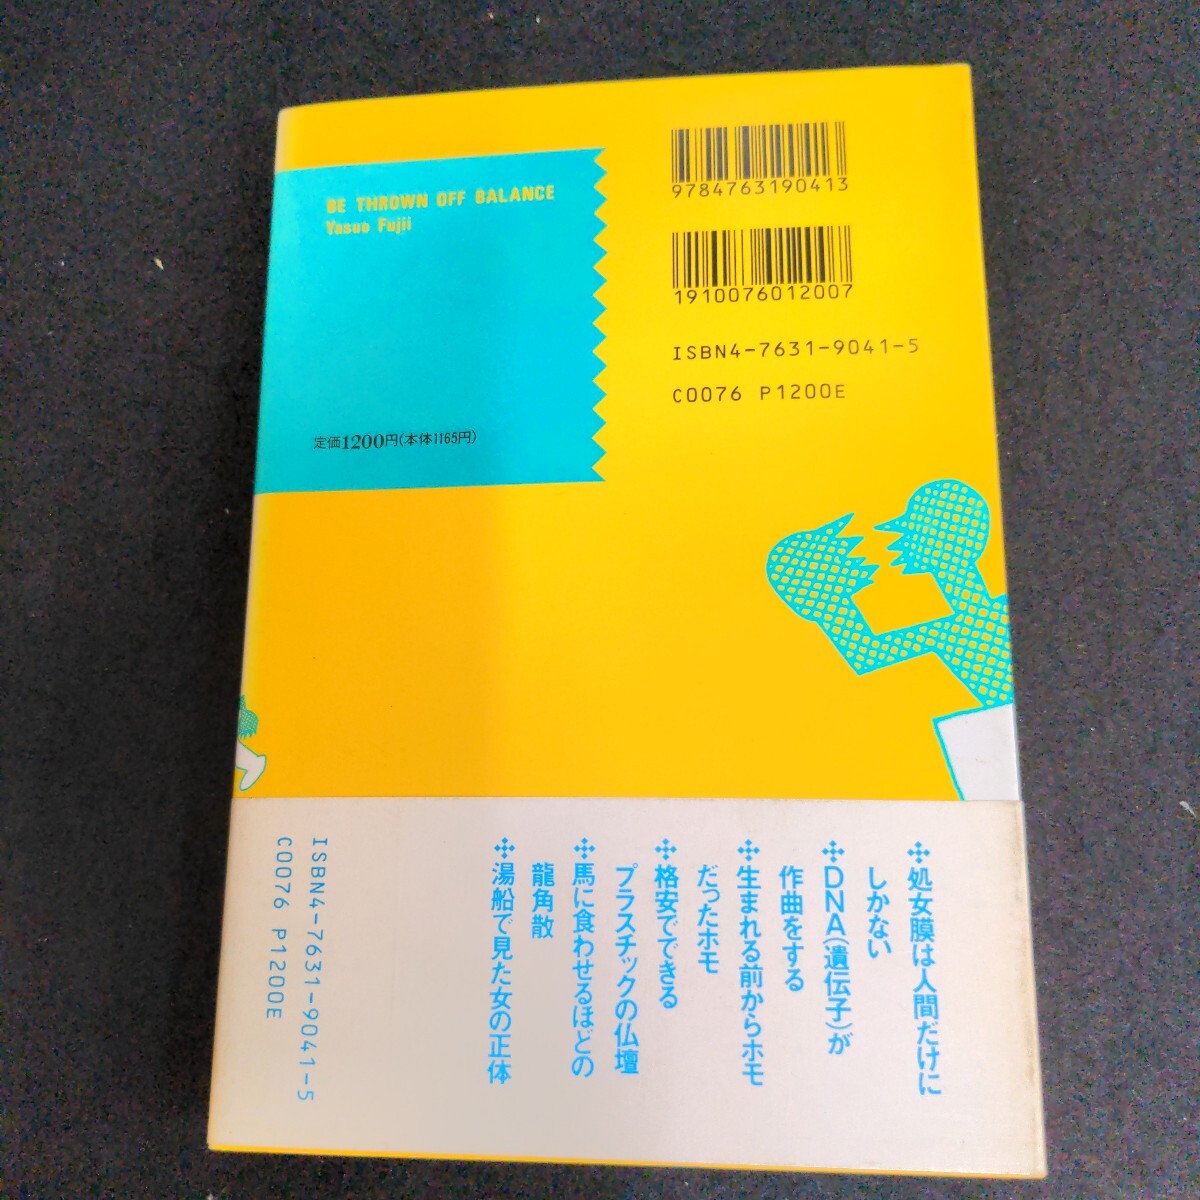 BE THROWN OFF BALANCE
Yasuo Fujii
定価1200円(本体1165円)
9784763190413
1910076012007
ISBN4-7631-9041-5
C0076 P1200E
処女膜は人間だけに
しかない
DNA(遺伝子)が
作曲をする
生まれる前からホモ
だったホモ
格安でできる
プラスチックの仏壇
馬に食わせるほどの
龍角散
湯船で見た女の正体
ISBN4-7631-9041-5
C0076 P1200E